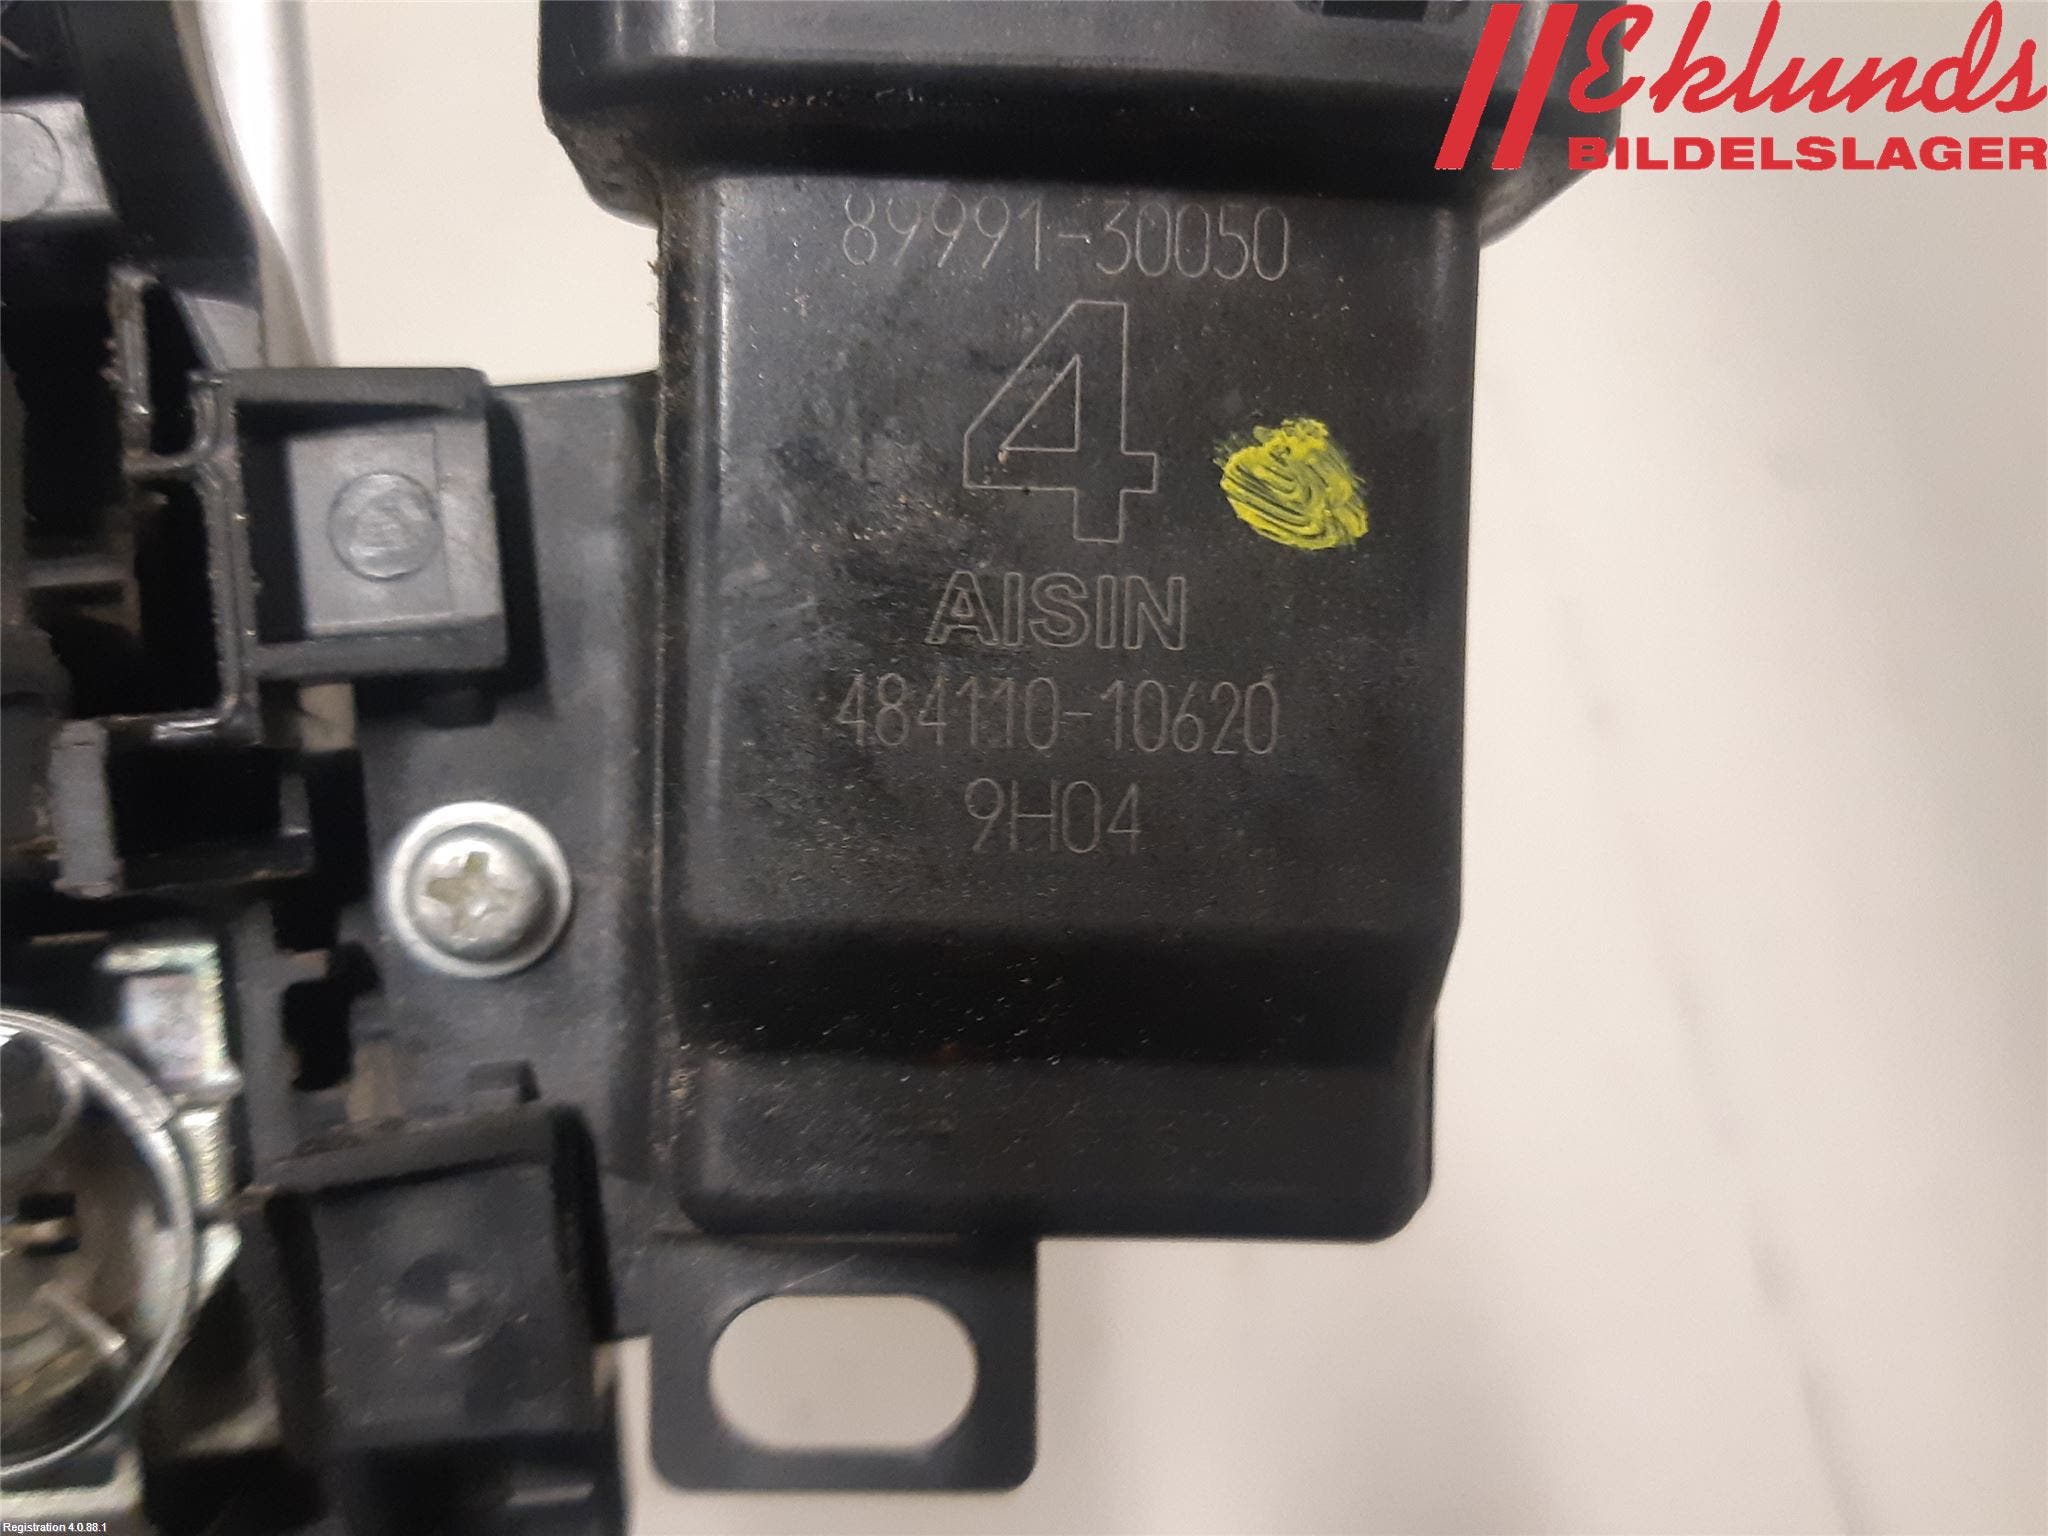 Eklunds
BILDELSLAGER
89991-30050
4
AISIN
484110-10620
9H04
Registration 4.0.88.1